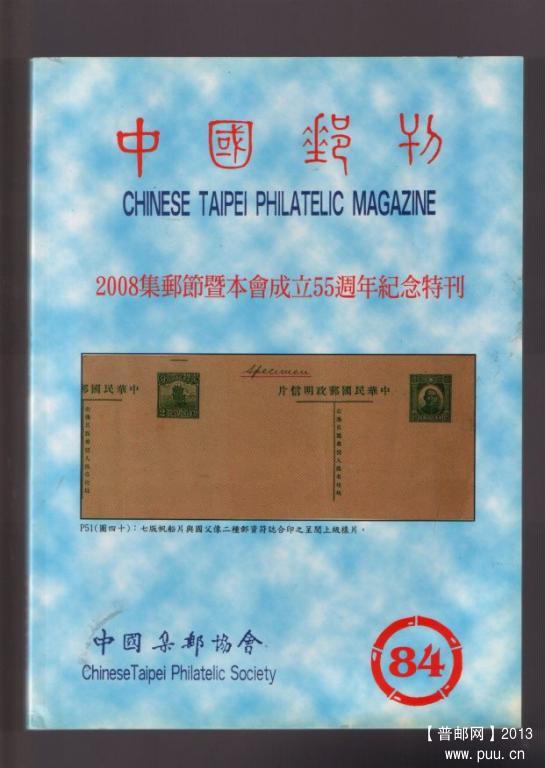 中國郵刊
CHINESE TAIPEI PHILATELIC MAGAZINE
2008集郵節暨本會成立55週年紀念特刊
Specimen
片信明政郵國民華中
郵國民華中
P51(圖四十)：七版帆船片與國父像二種郵資符誌合印之呈閱上級樣片。
中國集郵協會
Chinese Taipei Philatelic Society
84
【普邮网】2013
www.puu.cn